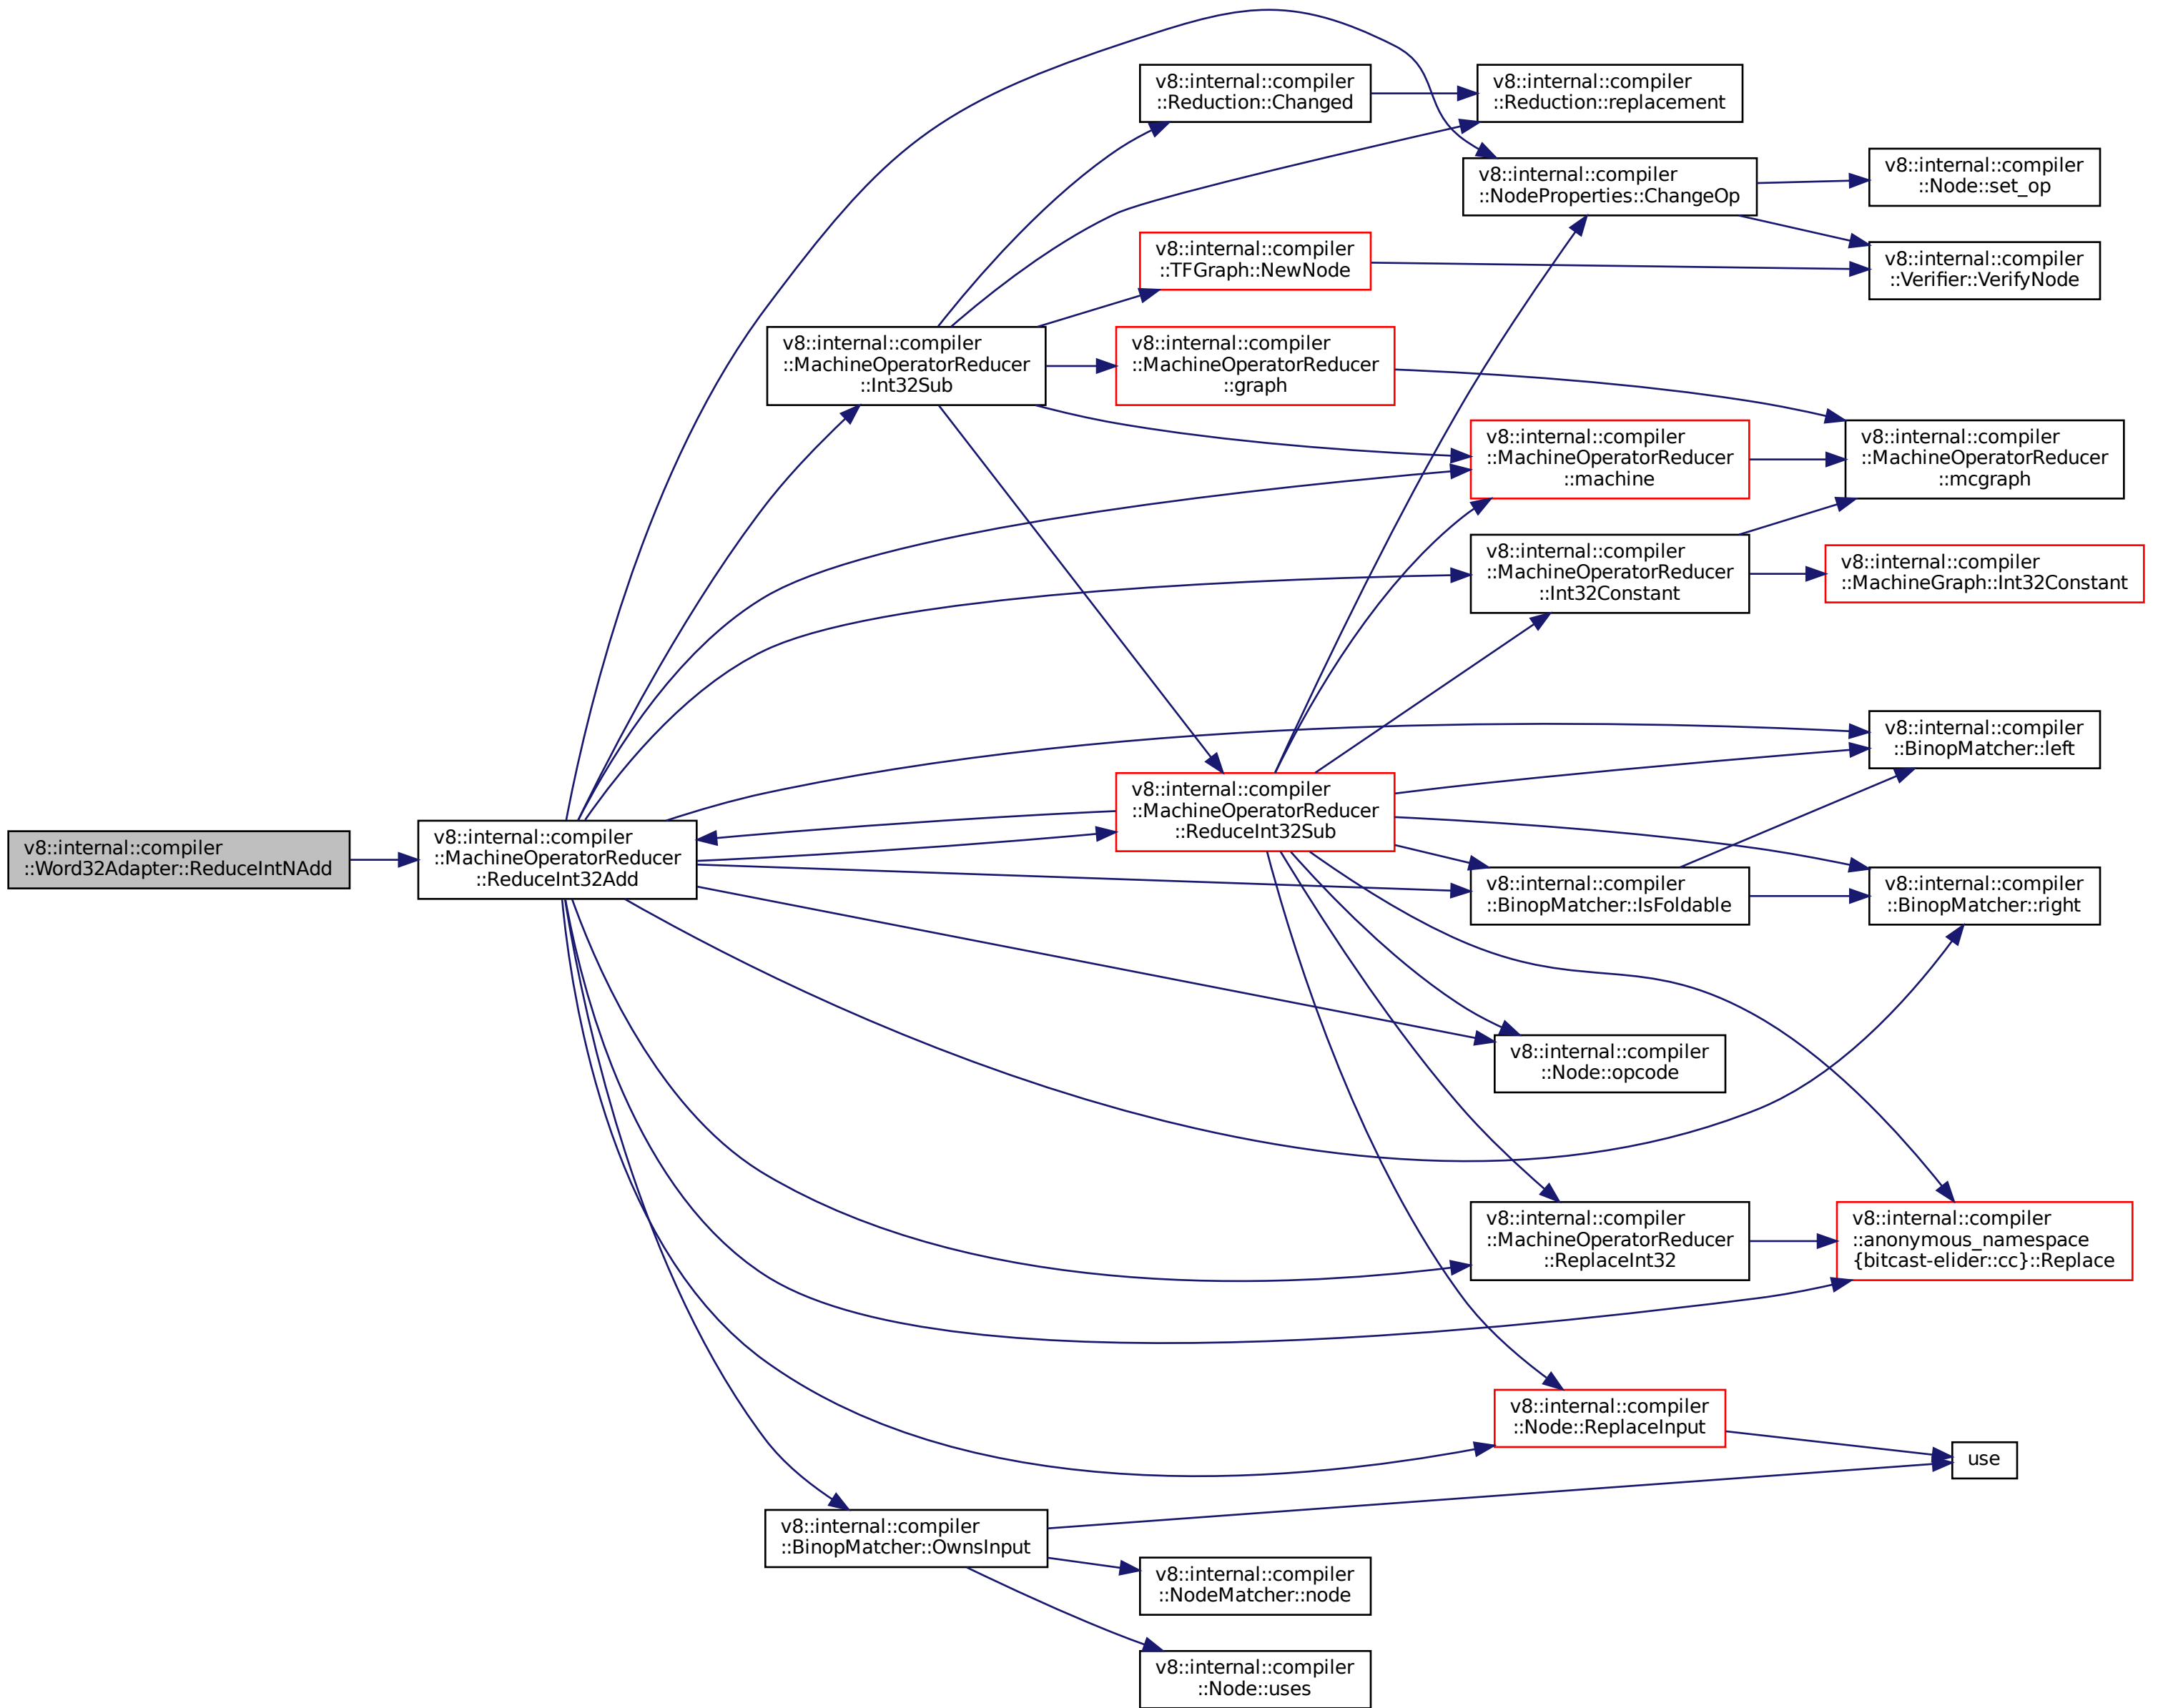 v8::internal::compiler
::Word32Adapter::ReduceIntNAdd
v8::internal::compiler
::MachineOperatorReducer
::ReduceInt32Add
v8::internal::compiler
::MachineOperatorReducer
::Int32Sub
v8::internal::compiler
::BinopMatcher::OwnsInput
v8::internal::compiler
::Reduction::Changed
v8::internal::compiler
::TFGraph::NewNode
v8::internal::compiler
::MachineOperatorReducer
::graph
v8::internal::compiler
::MachineOperatorReducer
::ReduceInt32Sub
v8::internal::compiler
::NodeMatcher::node
v8::internal::compiler
::Node::uses
v8::internal::compiler
::Reduction::replacement
v8::internal::compiler
::NodeProperties::ChangeOp
v8::internal::compiler
::MachineOperatorReducer
::machine
v8::internal::compiler
::MachineOperatorReducer
::Int32Constant
v8::internal::compiler
::BinopMatcher::IsFoldable
v8::internal::compiler
::Node::opcode
v8::internal::compiler
::MachineOperatorReducer
::ReplaceInt32
v8::internal::compiler
::Node::ReplaceInput
v8::internal::compiler
::Node::set_op
v8::internal::compiler
::Verifier::VerifyNode
v8::internal::compiler
::MachineOperatorReducer
::mcgraph
v8::internal::compiler
::MachineGraph::Int32Constant
v8::internal::compiler
::BinopMatcher::left
v8::internal::compiler
::BinopMatcher::right
v8::internal::compiler
::anonymous_namespace
{bitcast-elider::cc}::Replace
use